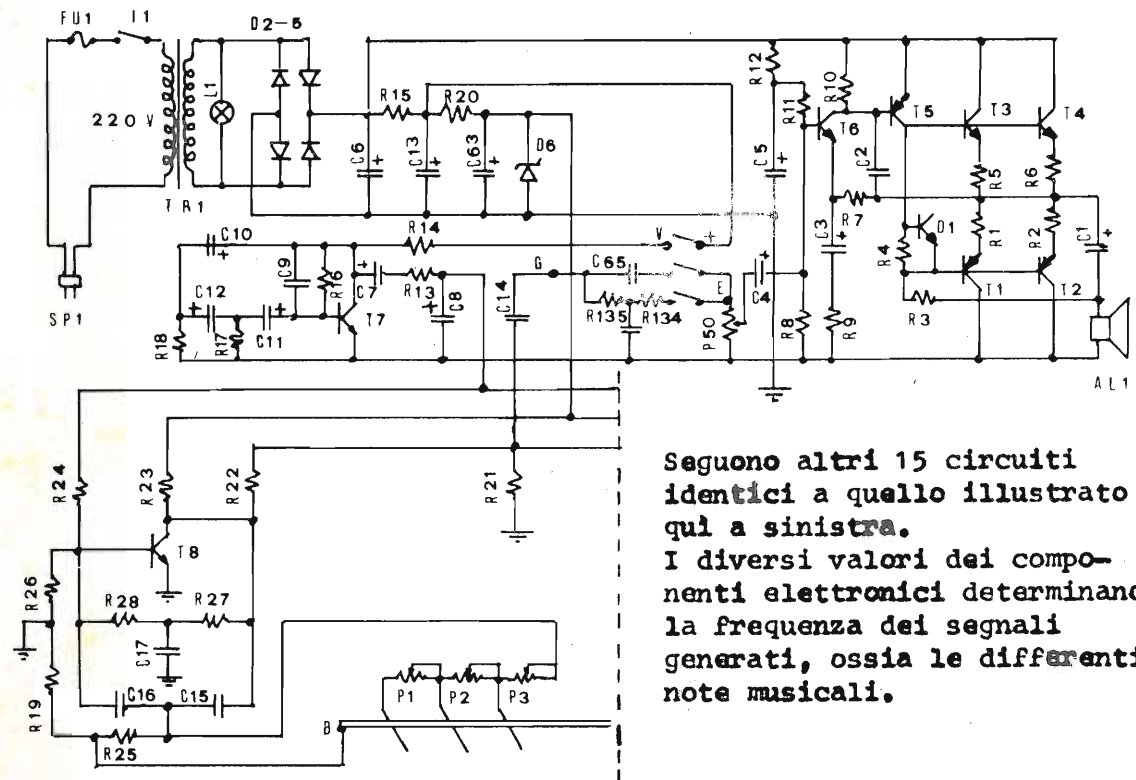 FU1 I1 D2-5
220V L1 TR1 SP1
R15 R20 C6 C13 C63 D6
R12 R11 R10 T6 T5 T3 T4
C5 C2 R5 R6 C3 R7 D1 R4 R1 R2 C1
T1 T2 R3 R8 R9 AL1
C10 R14 V + G C65 E C4
C12 C9 R16 C7 R13 C8 C14 R135 R134 P50
R18 R17 C11 T7
R24 R23 R22 R21
T8
R26 R28 R27
C17
R19 C16 C15
R25 B P1 P2 P3
Seguono altri 15 circuiti
identici a quello illustrato
quì a sinistra.
I diversi valori dei compo-
nenti elettronici determinano
la frequenza dei segnali
generati, ossia le differenti
note musicali.